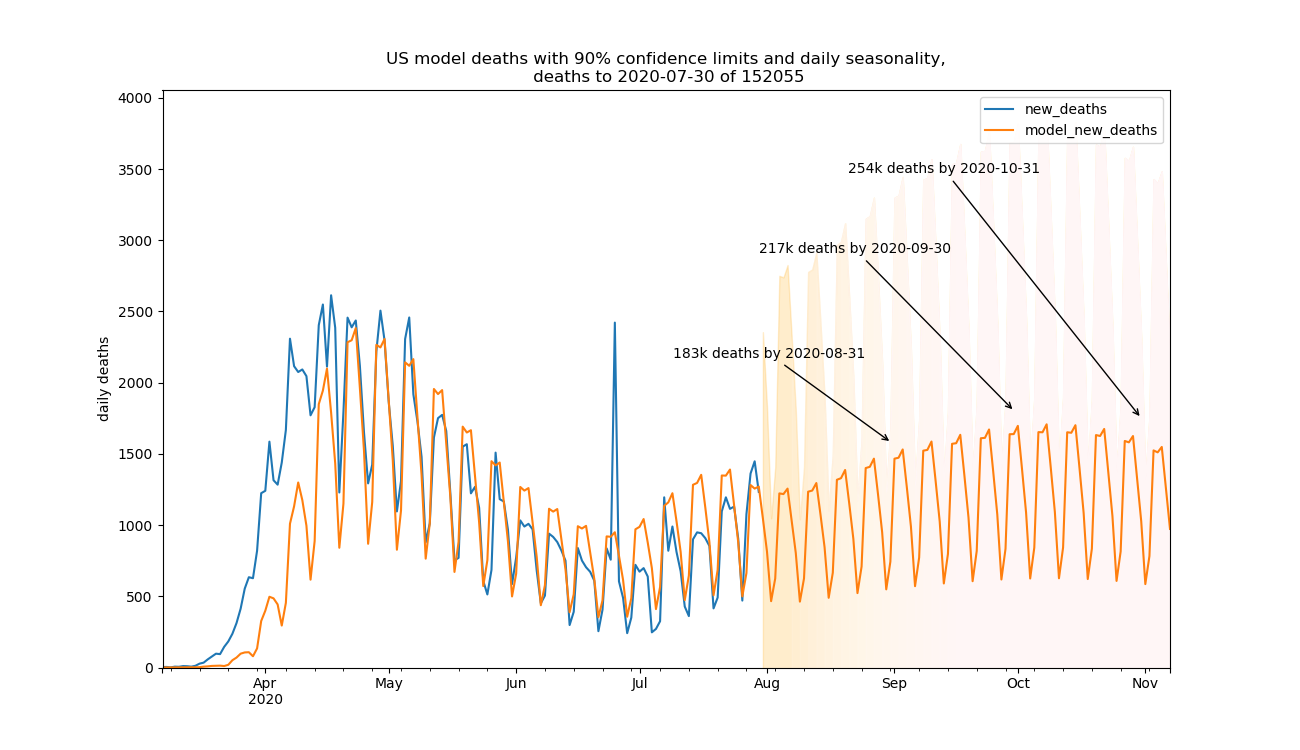 US model deaths with 90% confidence limits and daily seasonality,
deaths to 2020-07-30 of 152055
new_deaths
model_new_deaths
254k deaths by 2020-10-31
217k deaths by 2020-09-30
183k deaths by 2020-08-31
daily deaths
4000
3500
3000
2500
2000
1500
1000
500
0
Apr
2020
May
Jun
Jul
Aug
Sep
Oct
Nov